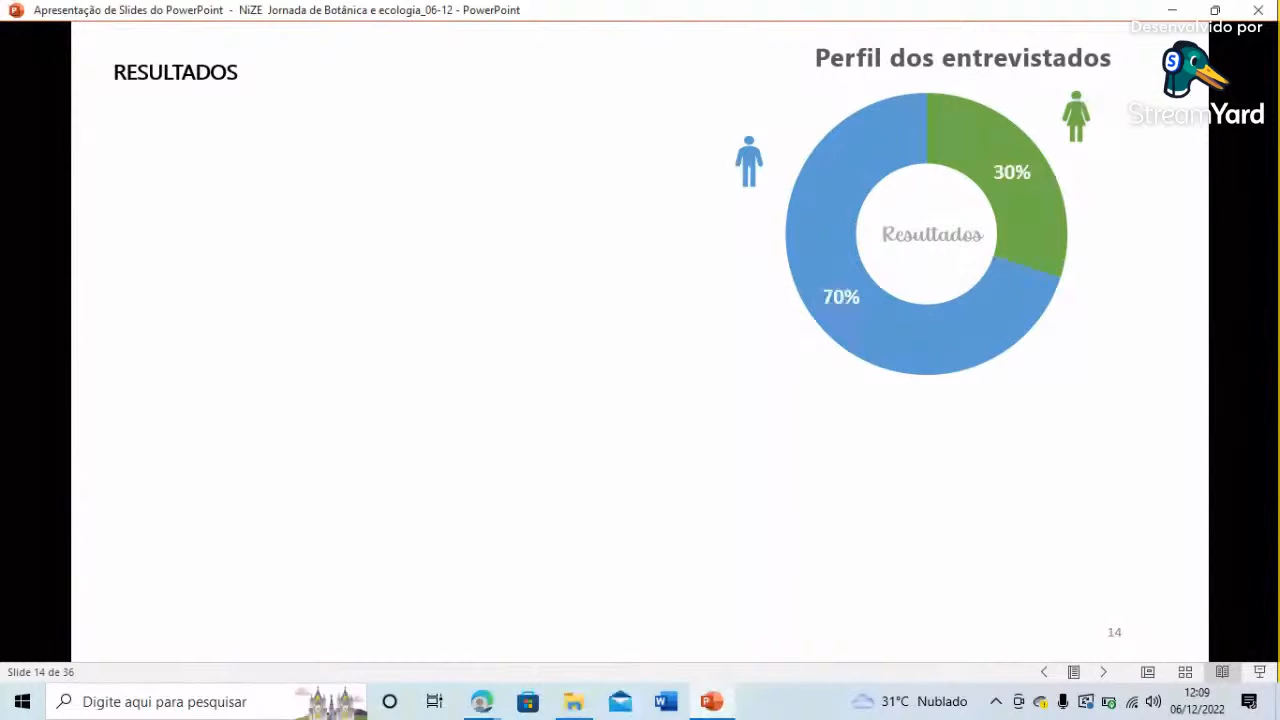 Apresentação de Slides do PowerPoint - NiZE Jornada de Botânica e ecologia_06-12 - PowerPoint
Desenvolvido por
StreamYard
RESULTADOS
Perfil dos entrevistados
30%
Resultados
70%
14
Slide 14 de 36
Digite aqui para pesquisar
31°C Nublado
12:09
06/12/2022